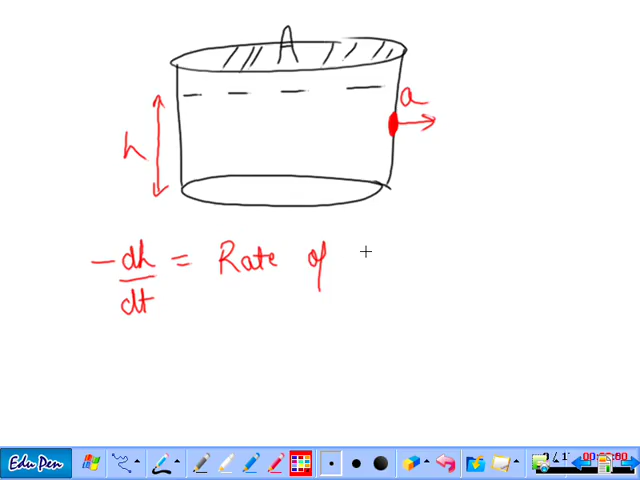 A
a
h
-dh/dt = Rate of
Edu Pen